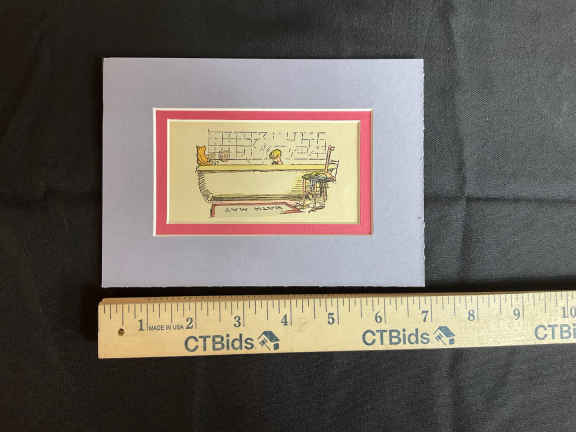 1 MADE IN USA 2 3 4 5 6 7 8 9 10
CTBids CTBids CTBi